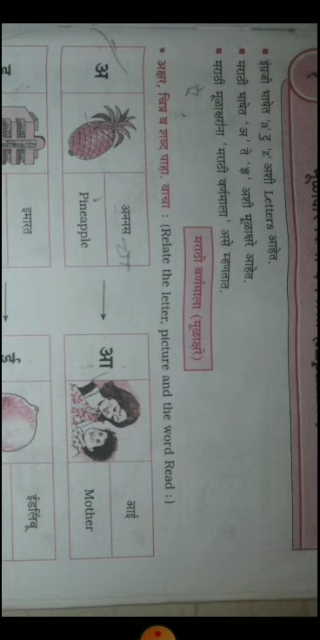 ■ इंग्रजी भाषेत 'a' टु 'z' अशी Letters आहेत.
■ मराठी भाषेत 'अ' ते 'ज्ञ' अशी मूळाक्षरे आहेत.
■ मराठी मूळाक्षरांना 'मराठी वर्णमाला' असे म्हणतात.
मराठी वर्णमाला (मूळाक्षरे)
* अक्षर, चित्र व शब्द पाहा. वाचा : (Relate the letter, picture and the word Read :)
अ
अननस
Pineapple
आ
आई
Mother
इमारत
ई
ईडलिंबू